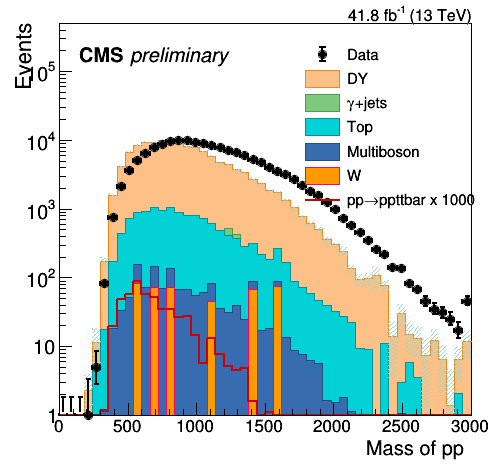 41.8 fb⁻¹ (13 TeV)
Events
CMS preliminary
Data
DY
γ+jets
Top
Multiboson
W
pp→ppttbar x 1000
10⁵
10⁴
10³
10²
10
1
0 500 1000 1500 2000 2500 3000
Mass of pp